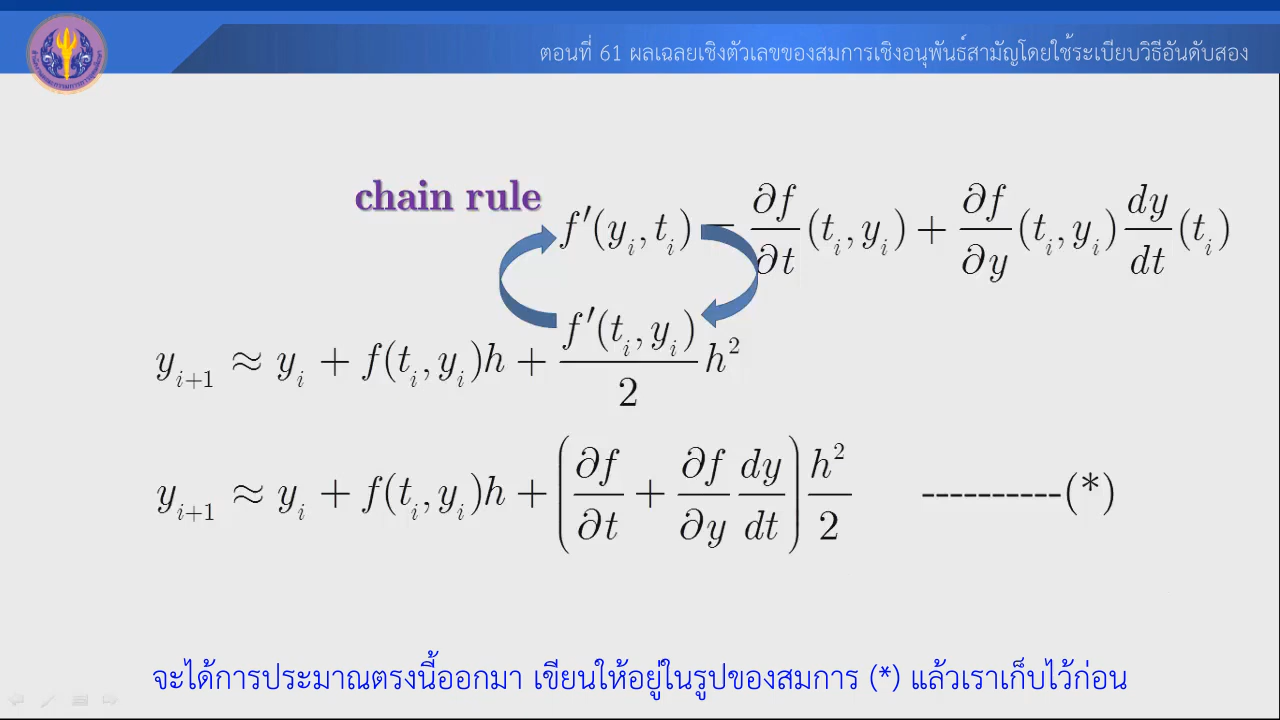 ตอนที่ 61 ผลเฉลยเชิงตัวเลขของสมการเชิงอนุพันธ์สามัญโดยใช้ระเบียบวิธีอันดับสอง
chain rule
f′(y_i, t_i) = ∂f/∂t (t_i, y_i) + ∂f/∂y (t_i, y_i) dy/dt (t_i)
y_{i+1} ≈ y_i + f(t_i, y_i)h + f′(t_i, y_i)/2 h²
y_{i+1} ≈ y_i + f(t_i, y_i)h + (∂f/∂t + ∂f/∂y dy/dt) h²/2 ----------(*)
จะได้การประมาณตรงนี้ออกมา เขียนให้อยู่ในรูปของสมการ (*) แล้วเราเก็บไว้ก่อน